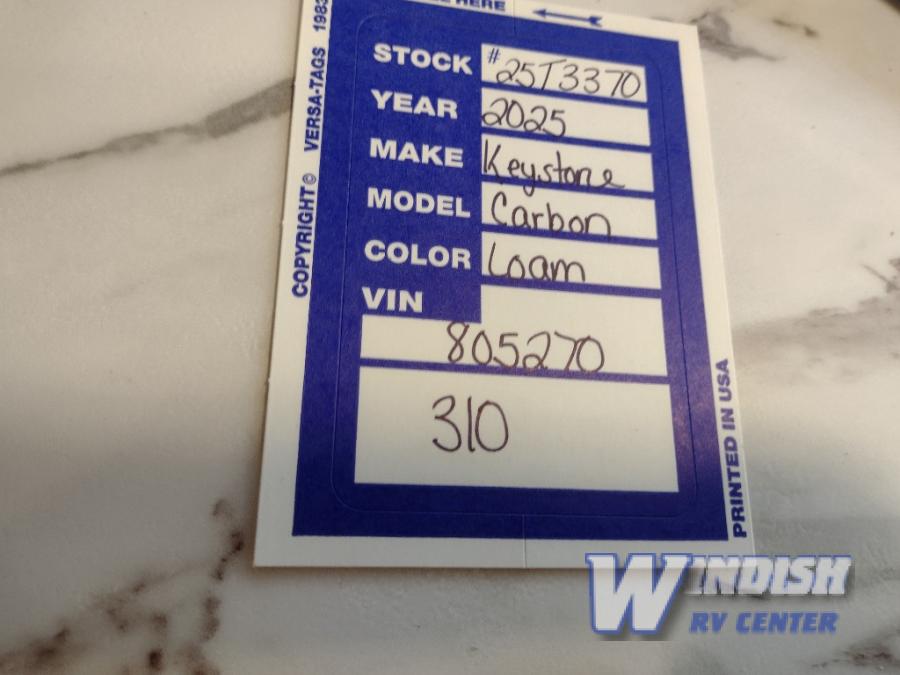 HERE
COPYRIGHT© VERSA-TAGS 1983
STOCK #25T3370
YEAR 2025
MAKE Keystone
MODEL Carbon
COLOR Loam
VIN
805270
310
PRINTED IN USA
WINDISH
RV CENTER